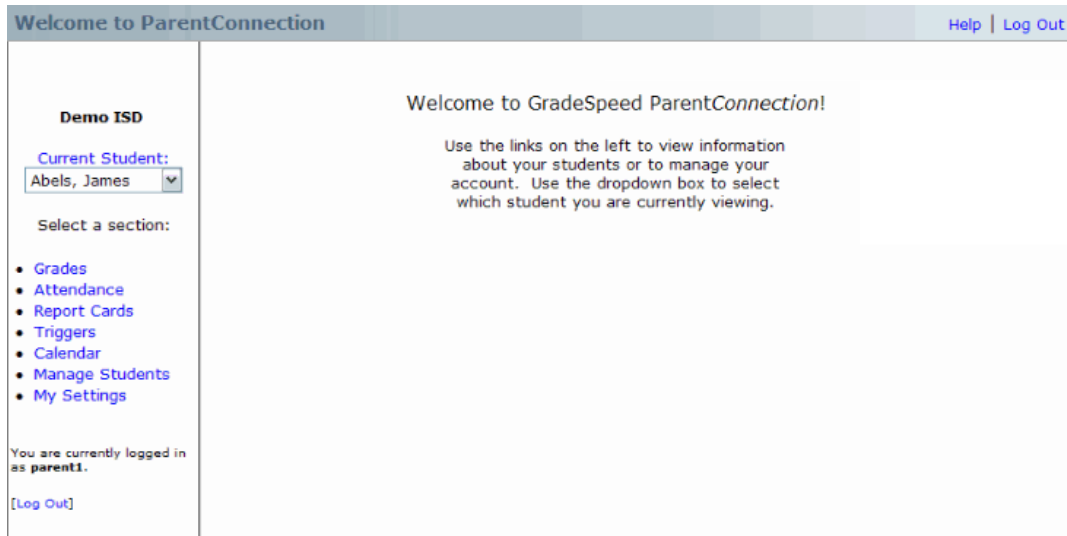 Welcome to ParentConnection
Help | Log Out
Demo ISD
Current Student:
Abels, James
Select a section:
• Grades
• Attendance
• Report Cards
• Triggers
• Calendar
• Manage Students
• My Settings
You are currently logged in
as parent1.
[Log Out]
Welcome to GradeSpeed ParentConnection!
Use the links on the left to view information
about your students or to manage your
account. Use the dropdown box to select
which student you are currently viewing.